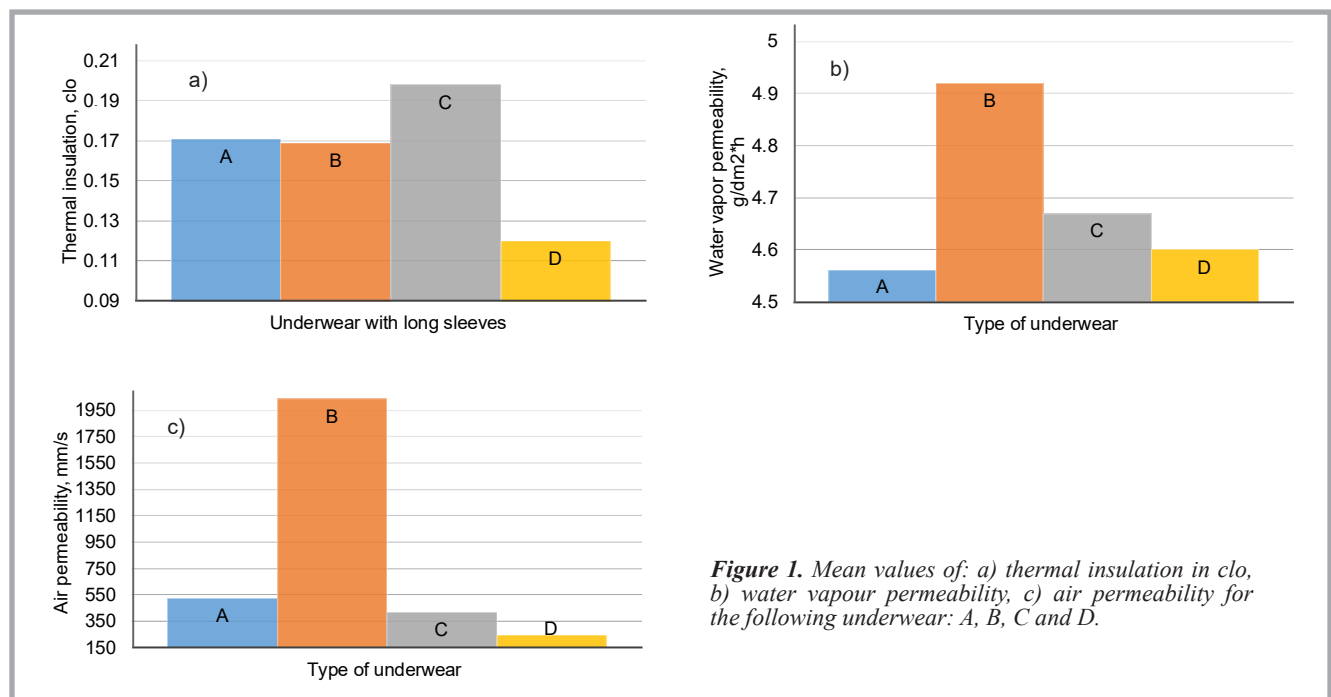 a)
Thermal insulation, clo
0.21
0.19
0.17
0.15
0.13
0.11
0.09
A
B
C
D
Underwear with long sleeves
b)
Water vapor permeability,
g/dm2*h
5
4.9
4.8
4.7
4.6
4.5
A
B
C
D
Type of underwear
c)
Air permeability, mm/s
1950
1750
1550
1350
1150
950
750
550
350
150
A
B
C
D
Type of underwear
Figure 1. Mean values of: a) thermal insulation in clo,
b) water vapour permeability, c) air permeability for
the following underwear: A, B, C and D.